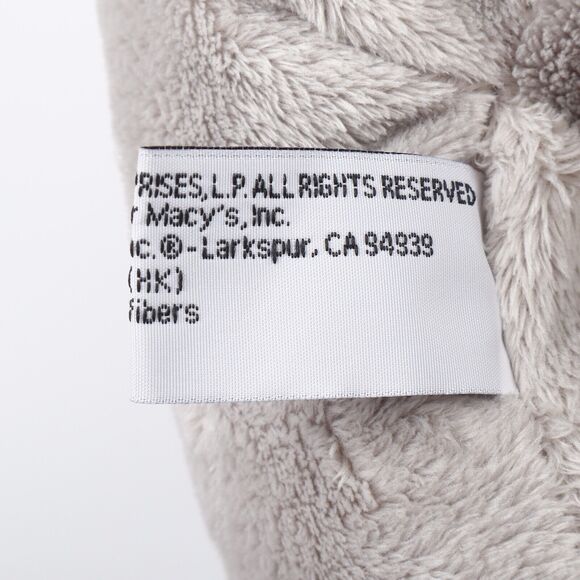 PRISES, L.P. ALL RIGHTS RESERVED
r Macy's, Inc.
nc.®-Larkspur, CA 94939
(HK)
fibers